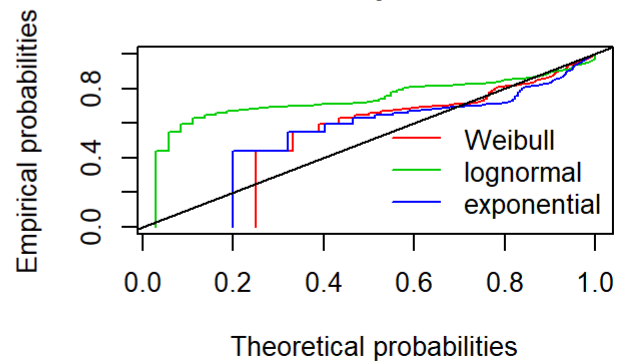 Empirical probabilities
0.8
0.4
0.0
Weibull
lognormal
exponential
0.0 0.2 0.4 0.6 0.8 1.0
Theoretical probabilities